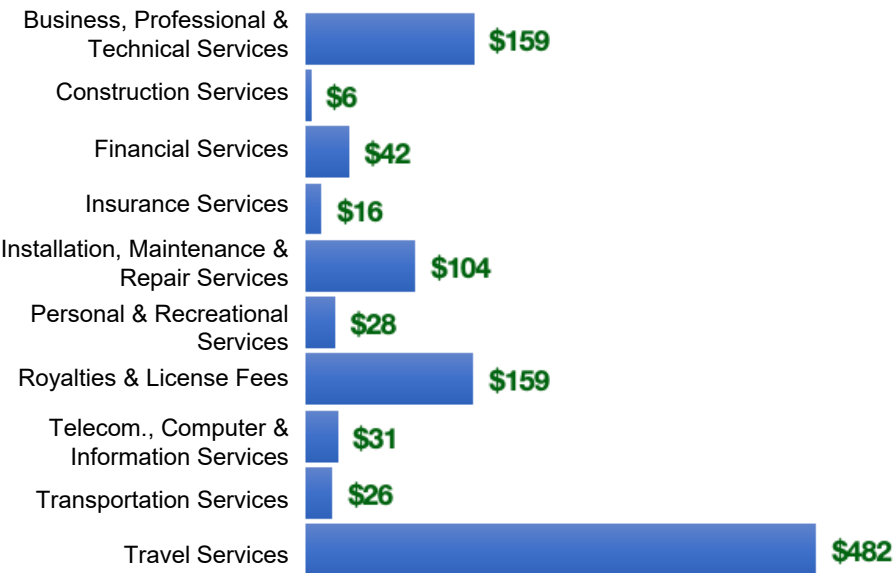 Business, Professional &
Technical Services
$159
Construction Services
$6
Financial Services
$42
Insurance Services
$16
Installation, Maintenance &
Repair Services
$104
Personal & Recreational
Services
$28
Royalties & License Fees
$159
Telecom., Computer &
Information Services
$31
Transportation Services
$26
Travel Services
$482